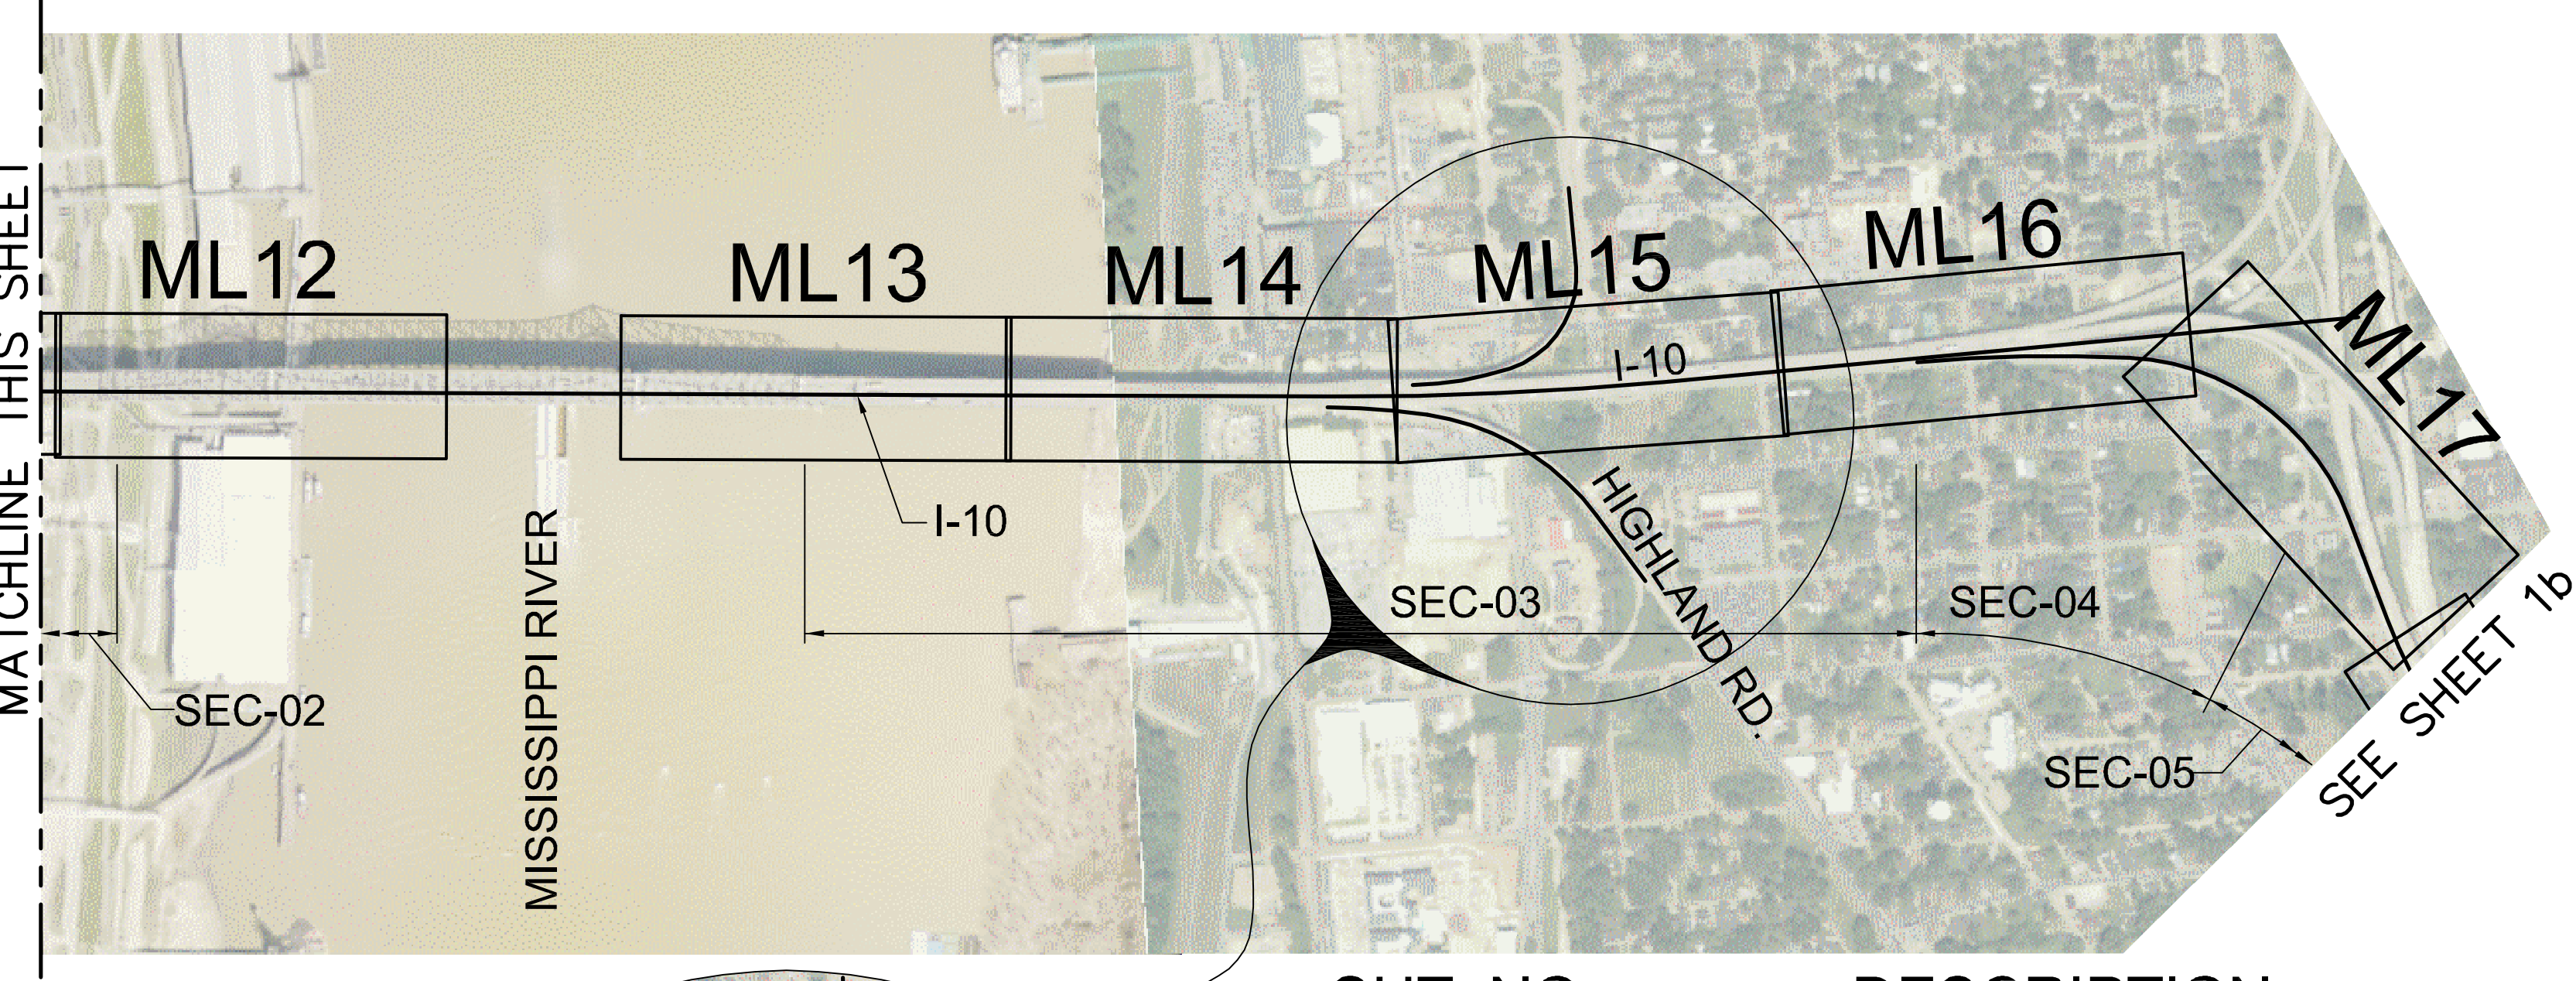 MATCHLINE THIS SHEET
ML12
ML13
ML14
ML15
ML16
ML17
I-10
I-10
HIGHLAND RD.
MISSISSIPPI RIVER
SEC-02
SEC-03
SEC-04
SEC-05
SEE SHEET 1b
DESCRIPTION